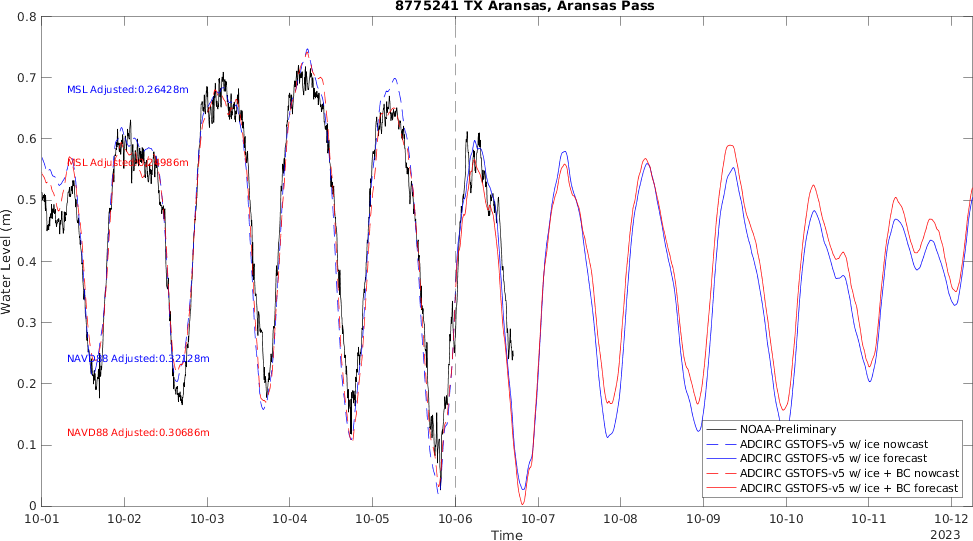 8775241 TX Aransas, Aransas Pass
0.8
0.7
0.6
0.5
0.4
0.3
0.2
0.1
0
Water Level (m)
MSL Adjusted:0.26428m
MSL Adjusted:
NAVD88 Adjusted:0.32128m
NAVD88 Adjusted:0.30686m
NOAA-Preliminary
ADCIRC GSTOFS-v5 w/ ice nowcast
ADCIRC GSTOFS-v5 w/ ice forecast
ADCIRC GSTOFS-v5 w/ ice + BC nowcast
ADCIRC GSTOFS-v5 w/ ice + BC forecast
10-01 10-02 10-03 10-04 10-05 10-06 10-07 10-08 10-09 10-10 10-11 10-12
2023
Time